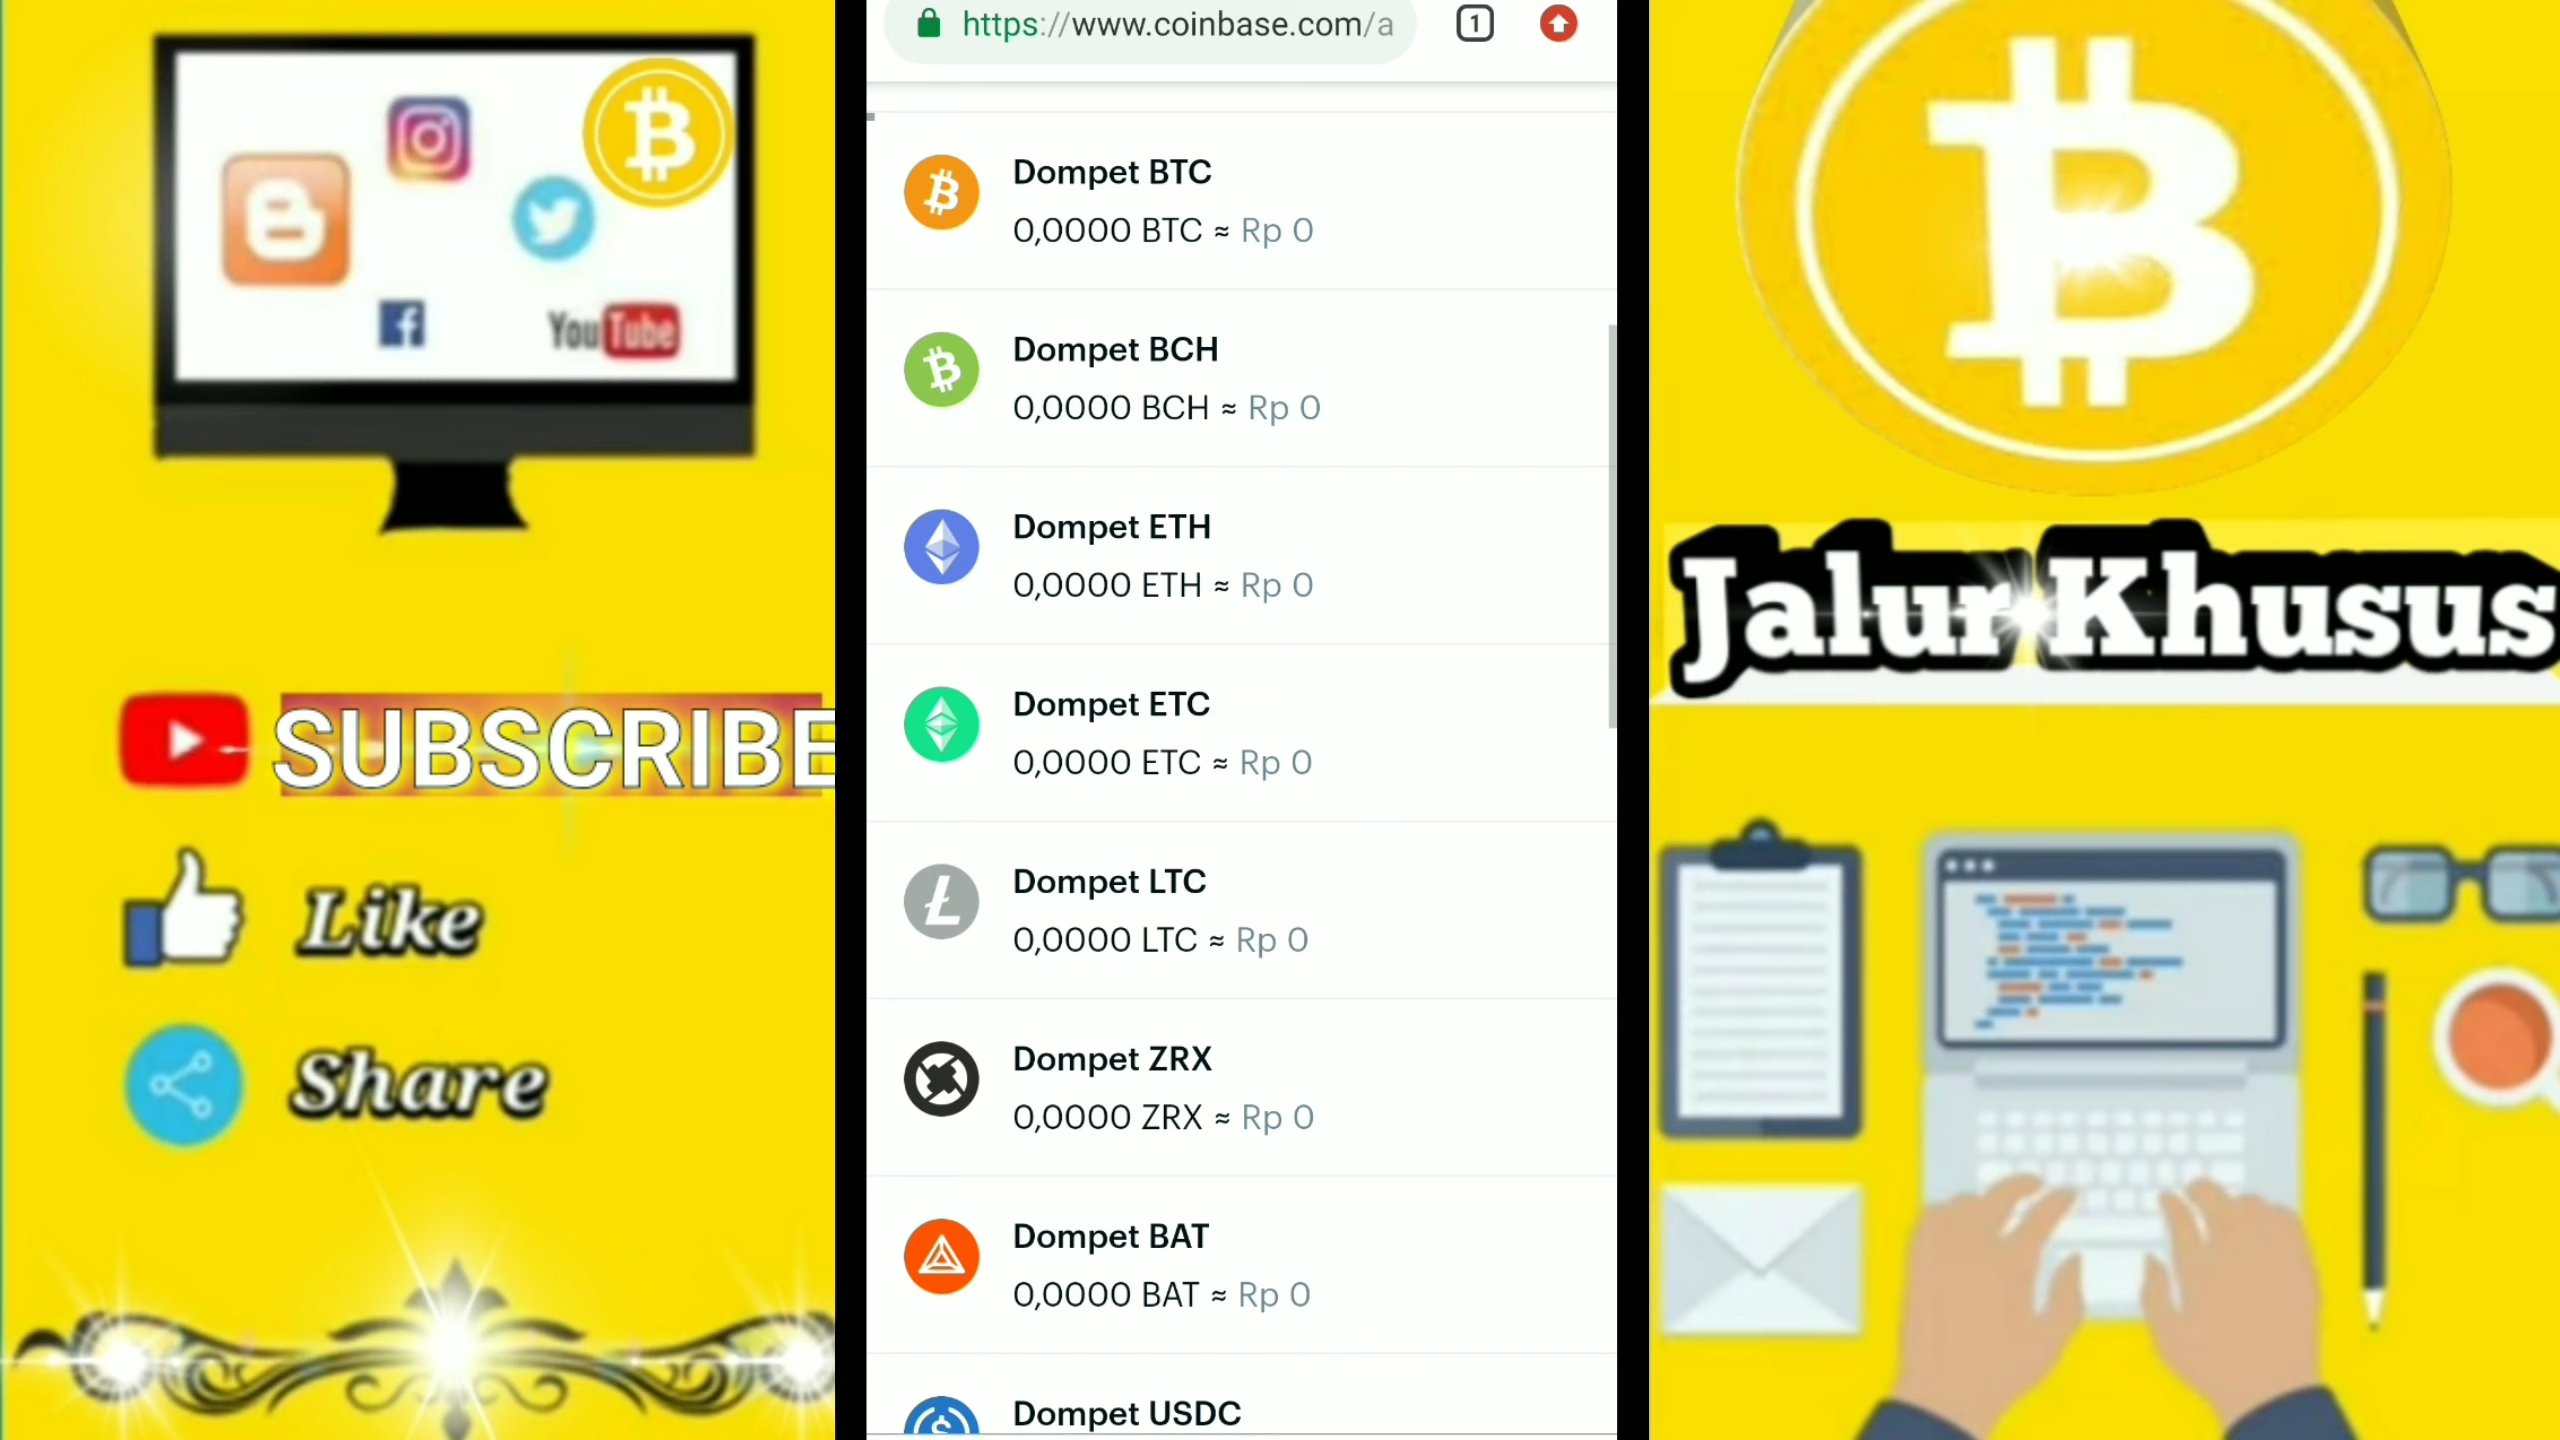 You Tube
SUBSCRIBE
Like
Share
https://www.coinbase.com/a
1
Dompet BTC
0,0000 BTC ≈ Rp 0
Dompet BCH
0,0000 BCH ≈ Rp 0
Dompet ETH
0,0000 ETH ≈ Rp 0
Dompet ETC
0,0000 ETC ≈ Rp 0
Dompet LTC
0,0000 LTC ≈ Rp 0
Dompet ZRX
0,0000 ZRX ≈ Rp 0
Dompet BAT
0,0000 BAT ≈ Rp 0
Dompet USDC
Jalur Khusus